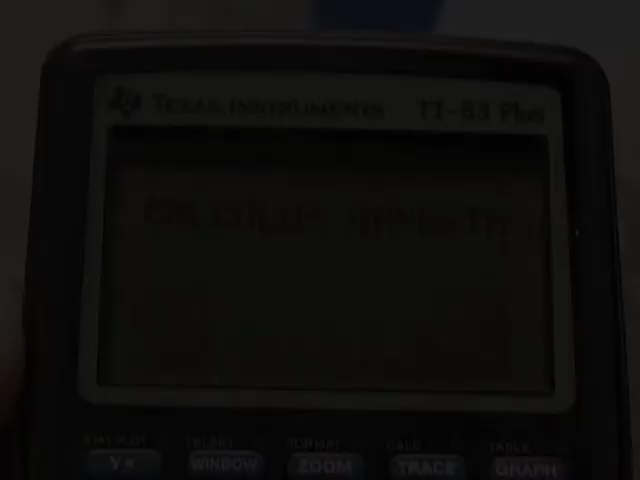 TEXAS INSTRUMENTS TI-83 Plus
STAT PLOT TBLSET FORMAT CALC TABLE
Y= WINDOW ZOOM TRACE GRAPH